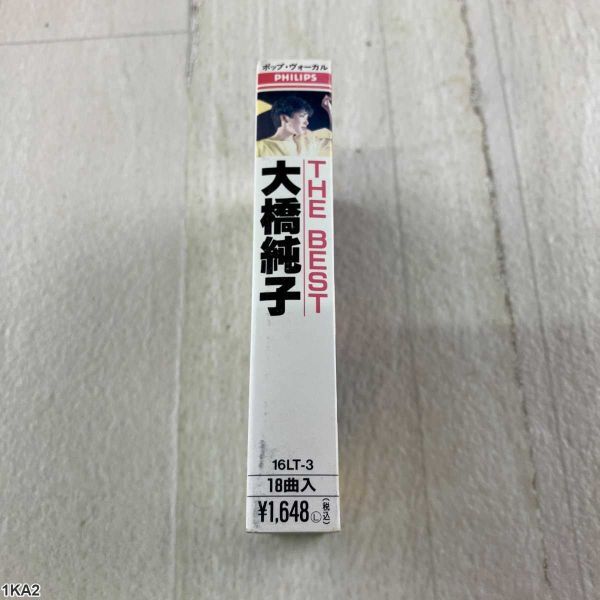 ポップ・ヴォーカル
PHILIPS
THE BEST
大橋純子
16LT-3
18曲入
¥1,648Ⓛ(税込)
1KA2